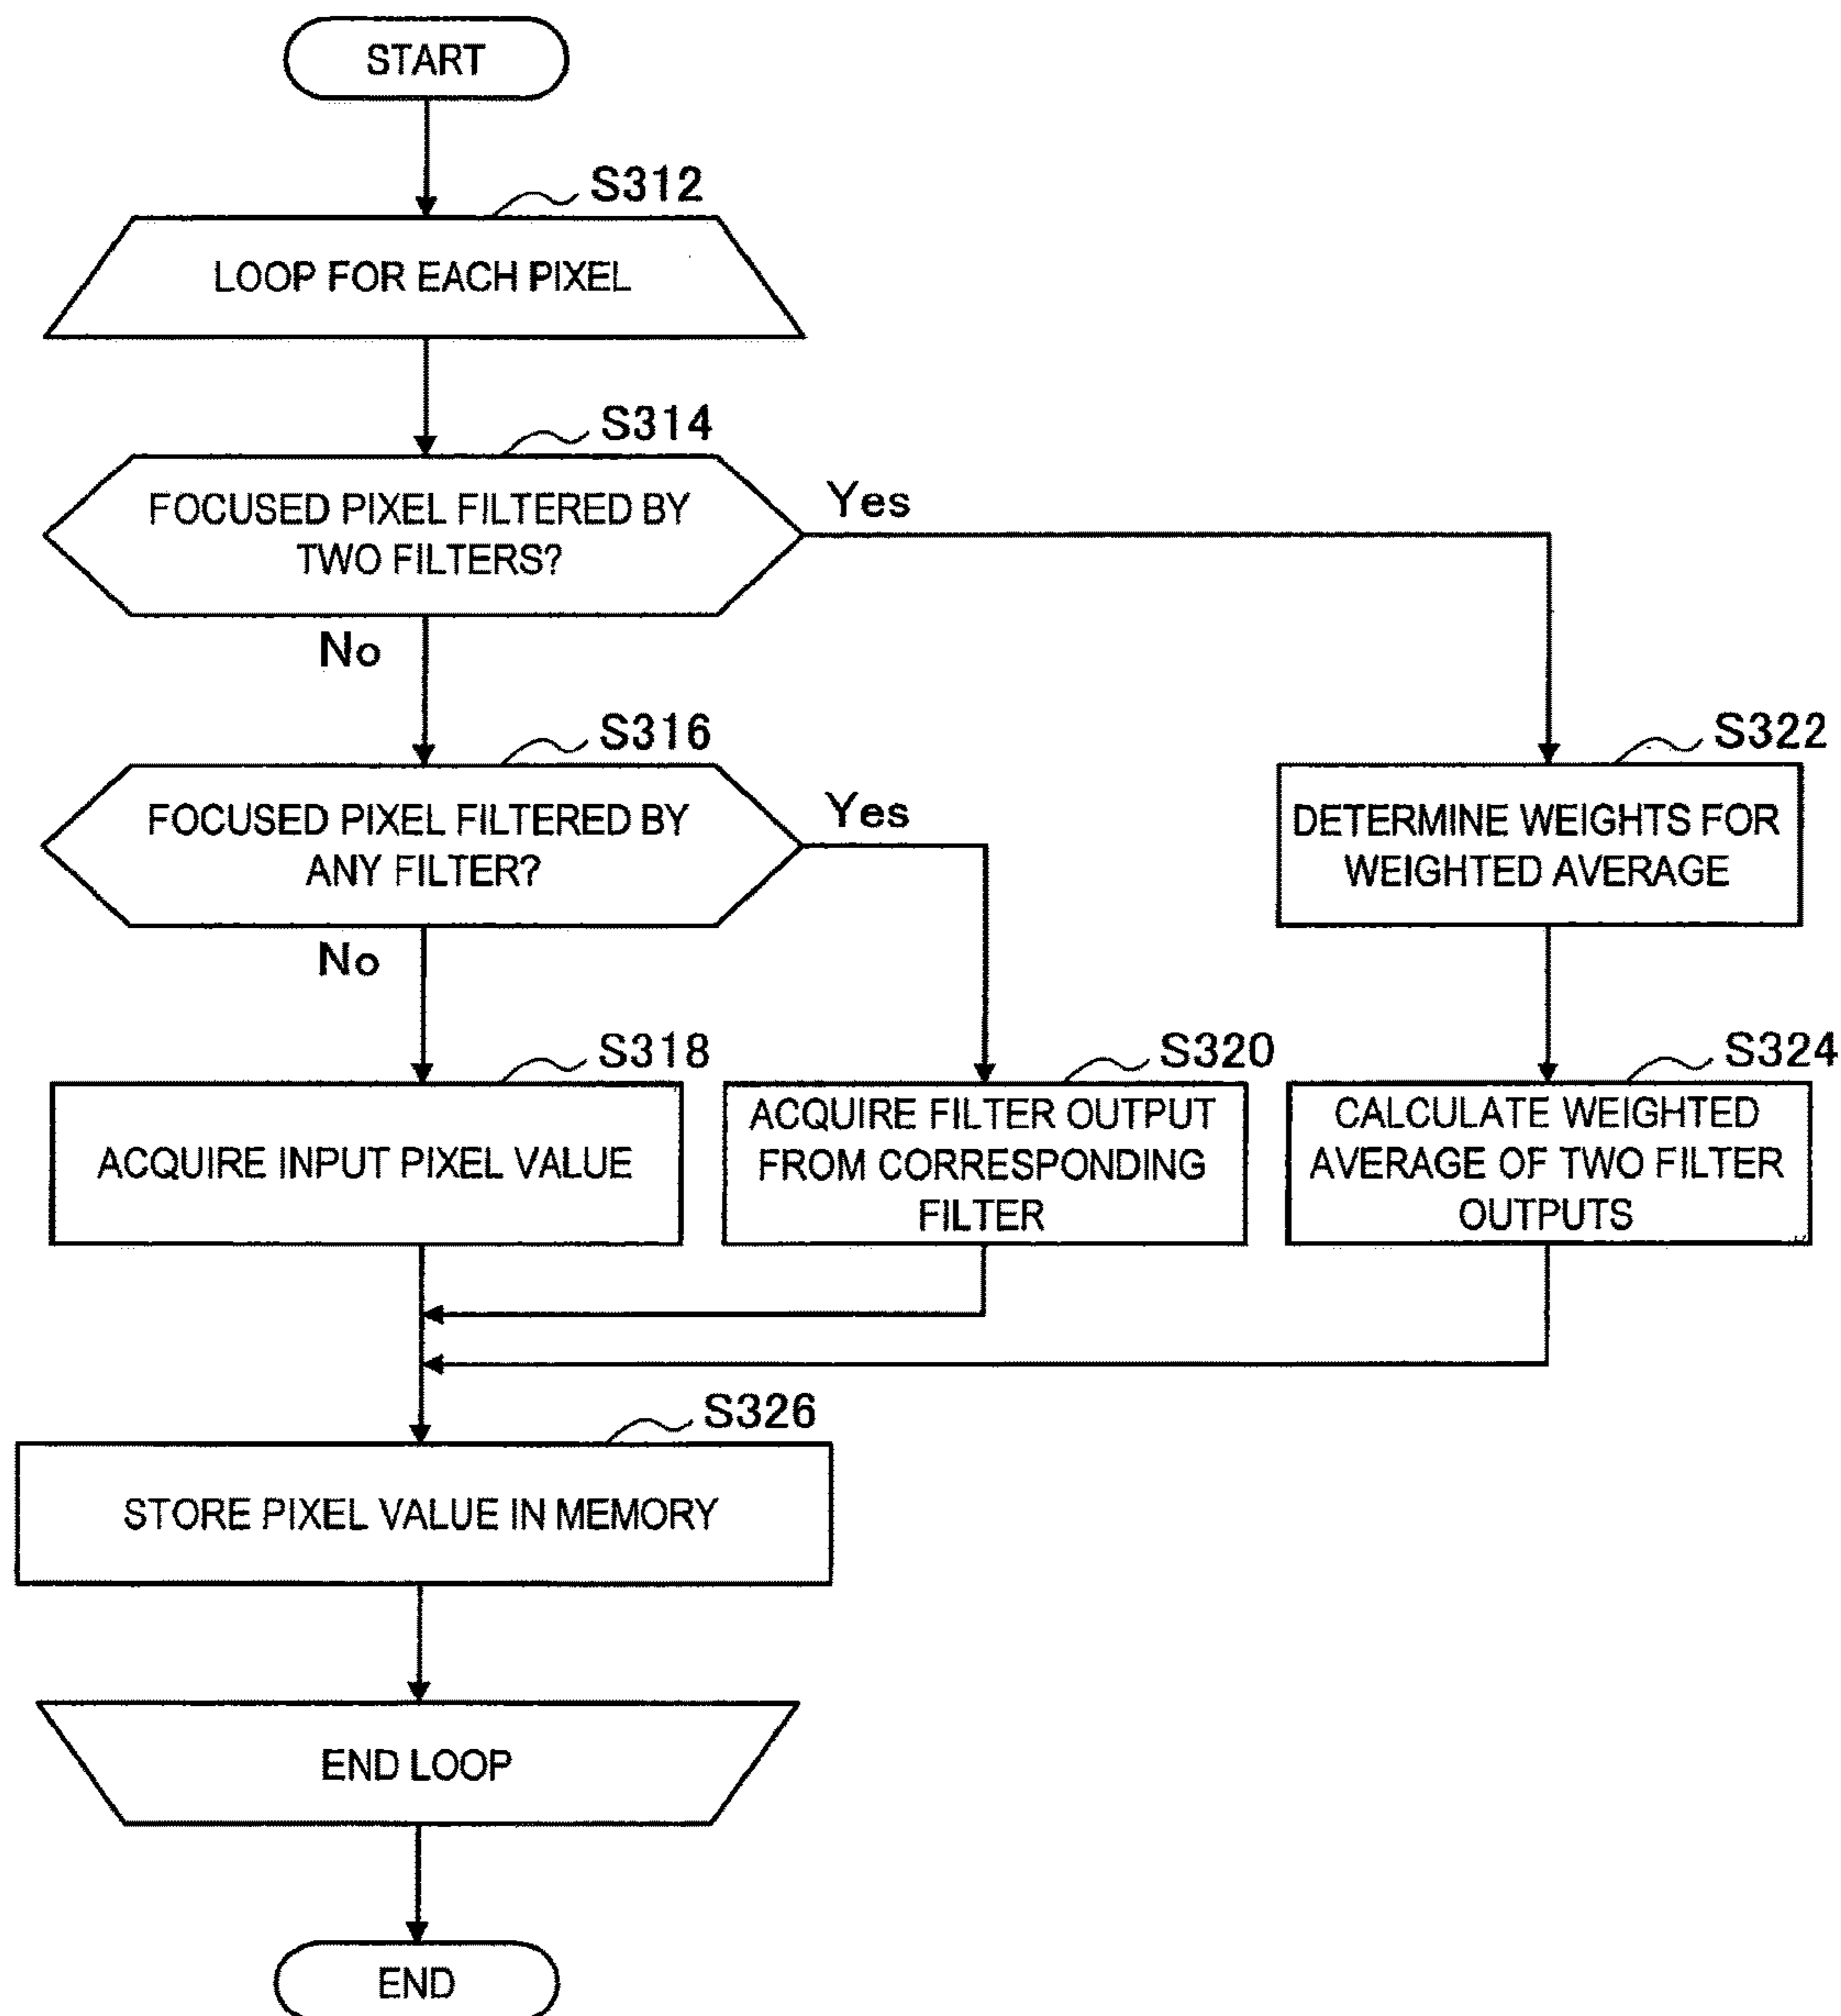 START
S312
LOOP FOR EACH PIXEL
S314
FOCUSED PIXEL FILTERED BY
TWO FILTERS?
Yes
No
S316
FOCUSED PIXEL FILTERED BY
ANY FILTER?
Yes
No
S322
DETERMINE WEIGHTS FOR
WEIGHTED AVERAGE
S318
ACQUIRE INPUT PIXEL VALUE
S320
ACQUIRE FILTER OUTPUT
FROM CORRESPONDING
FILTER
S324
CALCULATE WEIGHTED
AVERAGE OF TWO FILTER
OUTPUTS
S326
STORE PIXEL VALUE IN MEMORY
END LOOP
END